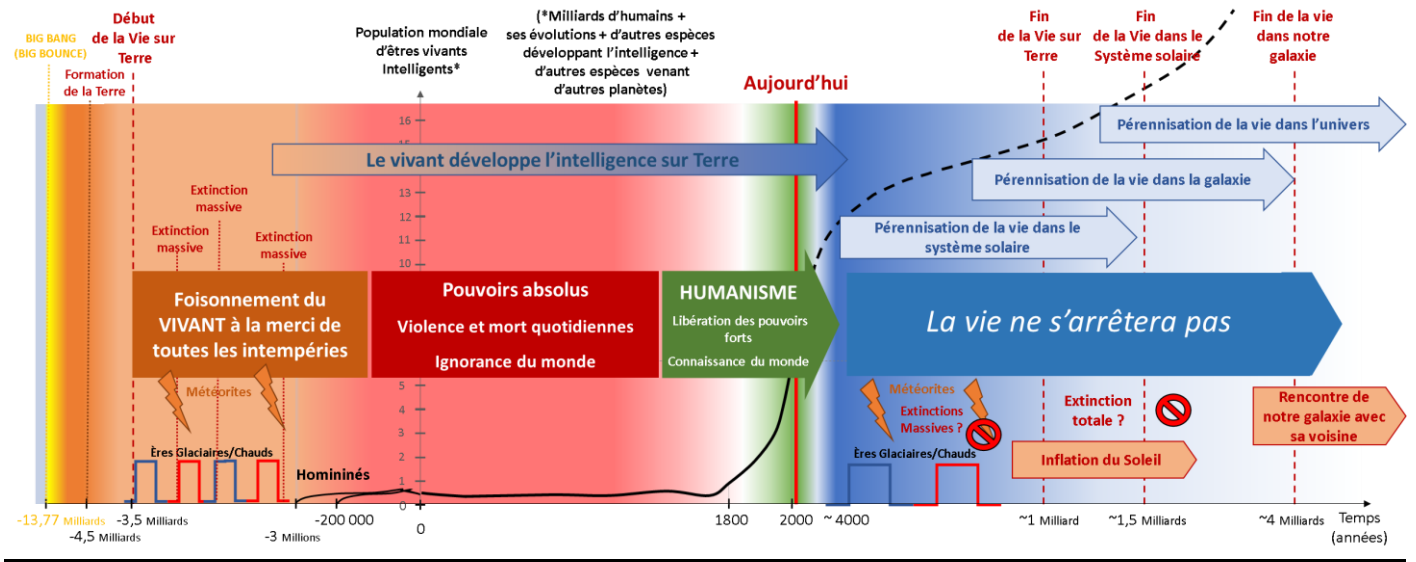 BIG BANG
(BIG BOUNCE)
Formation
de la Terre
Début
de la Vie sur
Terre
Population mondiale
d'êtres vivants
Intelligents*
(*Milliards d'humains +
ses évolutions + d'autres espèces
développant l'intelligence +
d'autres espèces venant
d'autres planètes)
Aujourd'hui
Fin
de la Vie sur
Terre
Fin
de la Vie dans le
Système solaire
Fin de la vie
dans notre
galaxie
16
14
13
12
11
10
5
4
3
2
1
0
Le vivant développe l'intelligence sur Terre
Pérennisation de la vie dans l'univers
Pérennisation de la vie dans la galaxie
Pérennisation de la vie dans le
système solaire
Extinction
massive
Extinction
massive
Extinction
massive
Foisonnement du
VIVANT à la merci de
toutes les intempéries
Pouvoirs absolus
Violence et mort quotidiennes
Ignorance du monde
HUMANISME
Libération des pouvoirs
forts
Connaissance du monde
La vie ne s'arrêtera pas
Météorites
Ères Glaciaires/Chauds
Homininés
Météorites
Extinctions
Massives ?
Ères Glaciaires/Chauds
Extinction
totale ?
Inflation du Soleil
Rencontre de
notre galaxie avec
sa voisine
-13,77 Milliards
-4,5 Milliards
-3,5 Milliards
-3 Millions
-200 000
0
1800
2000
~ 4000
~1 Milliard
~1,5 Milliards
~4 Milliards
Temps
(années)